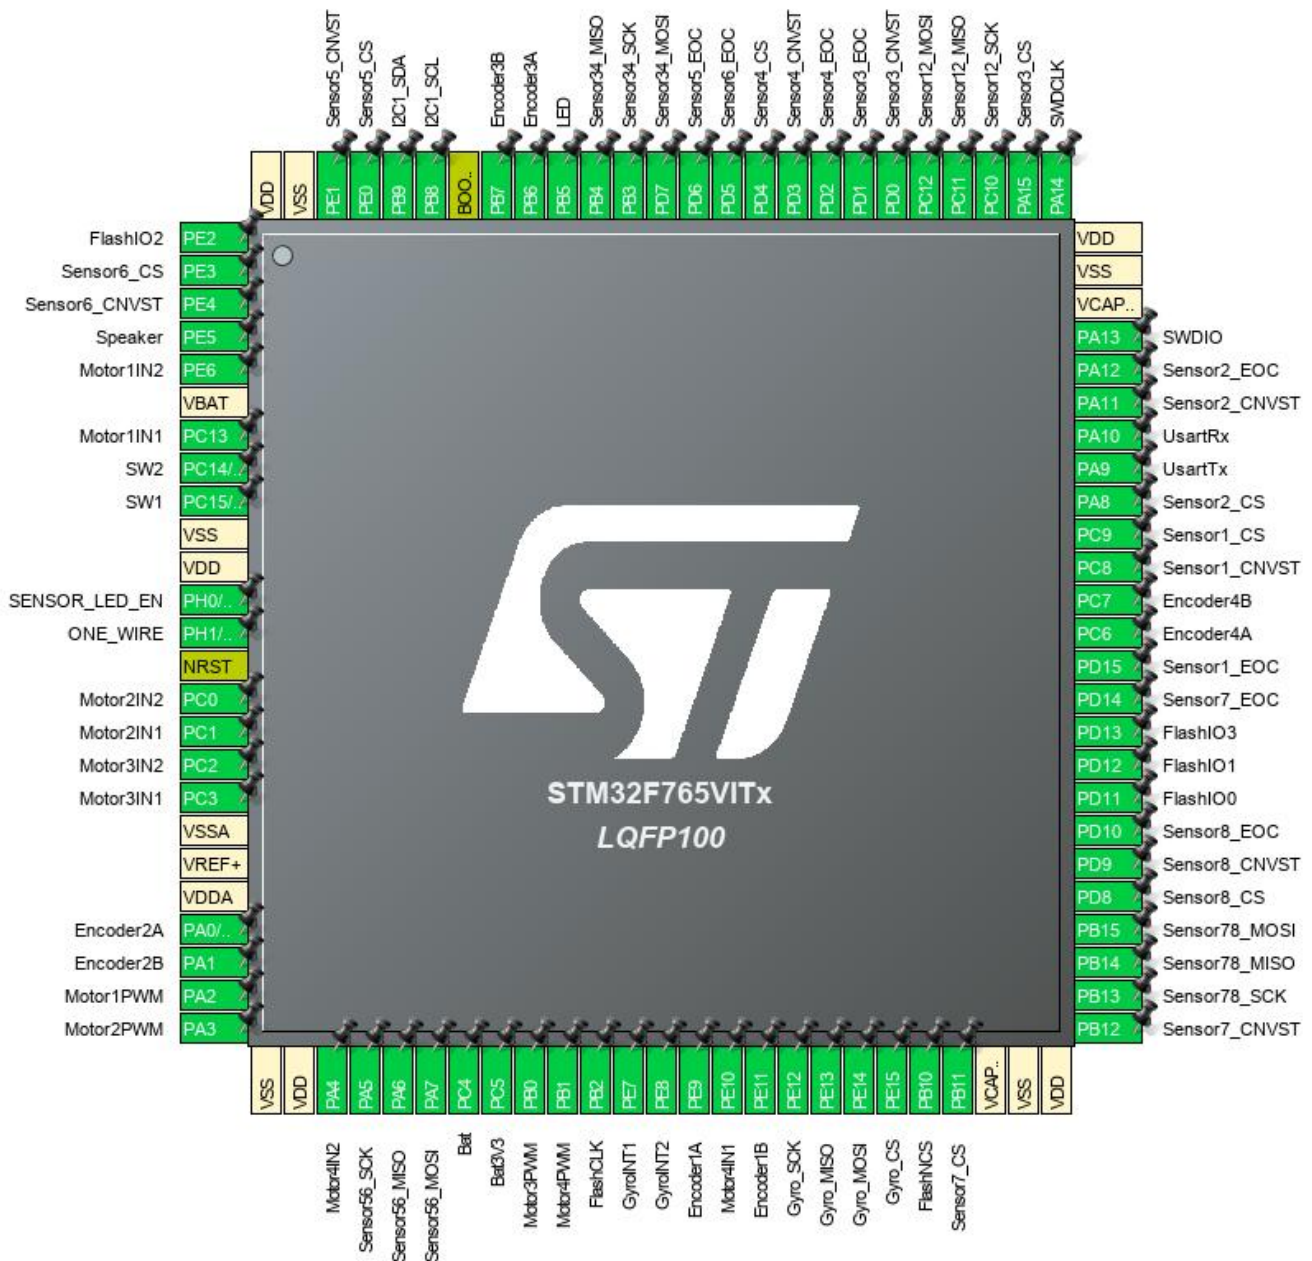 Sensor5_CNVST
Sensor5_CS
I2C1_SDA
I2C1_SCL
Encoder3B
Encoder3A
LED
Sensor34_MISO
Sensor34_SCK
Sensor34_MOSI
Sensor5_EOC
Sensor6_EOC
Sensor4_CS
Sensor4_CNVST
Sensor4_EOC
Sensor3_EOC
Sensor3_CNVST
Sensor12_MOSI
Sensor12_MISO
Sensor12_SCK
Sensor3_CS
SWDCLK
VDD
VSS
PE1
PE0
PB9
PB8
BOO..
PB7
PB6
PB5
PB4
PB3
PD7
PD6
PD5
PD4
PD3
PD2
PD1
PD0
PC12
PC11
PC10
PA15
PA14
FlashIO2 PE2
Sensor6_CS PE3
Sensor6_CNVST PE4
Speaker PE5
Motor1IN2 PE6
VBAT
Motor1IN1 PC13
SW2 PC14/..
SW1 PC15/..
VSS
VDD
SENSOR_LED_EN PH0/..
ONE_WIRE PH1/..
NRST
Motor2IN2 PC0
Motor2IN1 PC1
Motor3IN2 PC2
Motor3IN1 PC3
VSSA
VREF+
VDDA
Encoder2A PA0/..
Encoder2B PA1
Motor1PWM PA2
Motor2PWM PA3
STM32F765VITx
LQFP100
VDD
VSS
VCAP..
PA13 SWDIO
PA12 Sensor2_EOC
PA11 Sensor2_CNVST
PA10 UsartRx
PA9 UsartTx
PA8 Sensor2_CS
PC9 Sensor1_CS
PC8 Sensor1_CNVST
PC7 Encoder4B
PC6 Encoder4A
PD15 Sensor1_EOC
PD14 Sensor7_EOC
PD13 FlashIO3
PD12 FlashIO1
PD11 FlashIO0
PD10 Sensor8_EOC
PD9 Sensor8_CNVST
PD8 Sensor8_CS
PB15 Sensor78_MOSI
PB14 Sensor78_MISO
PB13 Sensor78_SCK
PB12 Sensor7_CNVST
VSS
VDD
PA4
PA5
PA6
PA7
PC4
PC5
PB0
PB1
PB2
PE7
PE8
PE9
PE10
PE11
PE12
PE13
PE14
PE15
PB10
PB11
VCAP..
VSS
VDD
Motor4IN2
Sensor56_SCK
Sensor56_MISO
Sensor56_MOSI
Bat
Bat3V3
Motor3PWM
Motor4PWM
FlashCLK
GyroINT1
GyroINT2
Encoder1A
Motor4IN1
Encoder1B
Gyro_SCK
Gyro_MISO
Gyro_MOSI
Gyro_CS
FlashNCS
Sensor7_CS